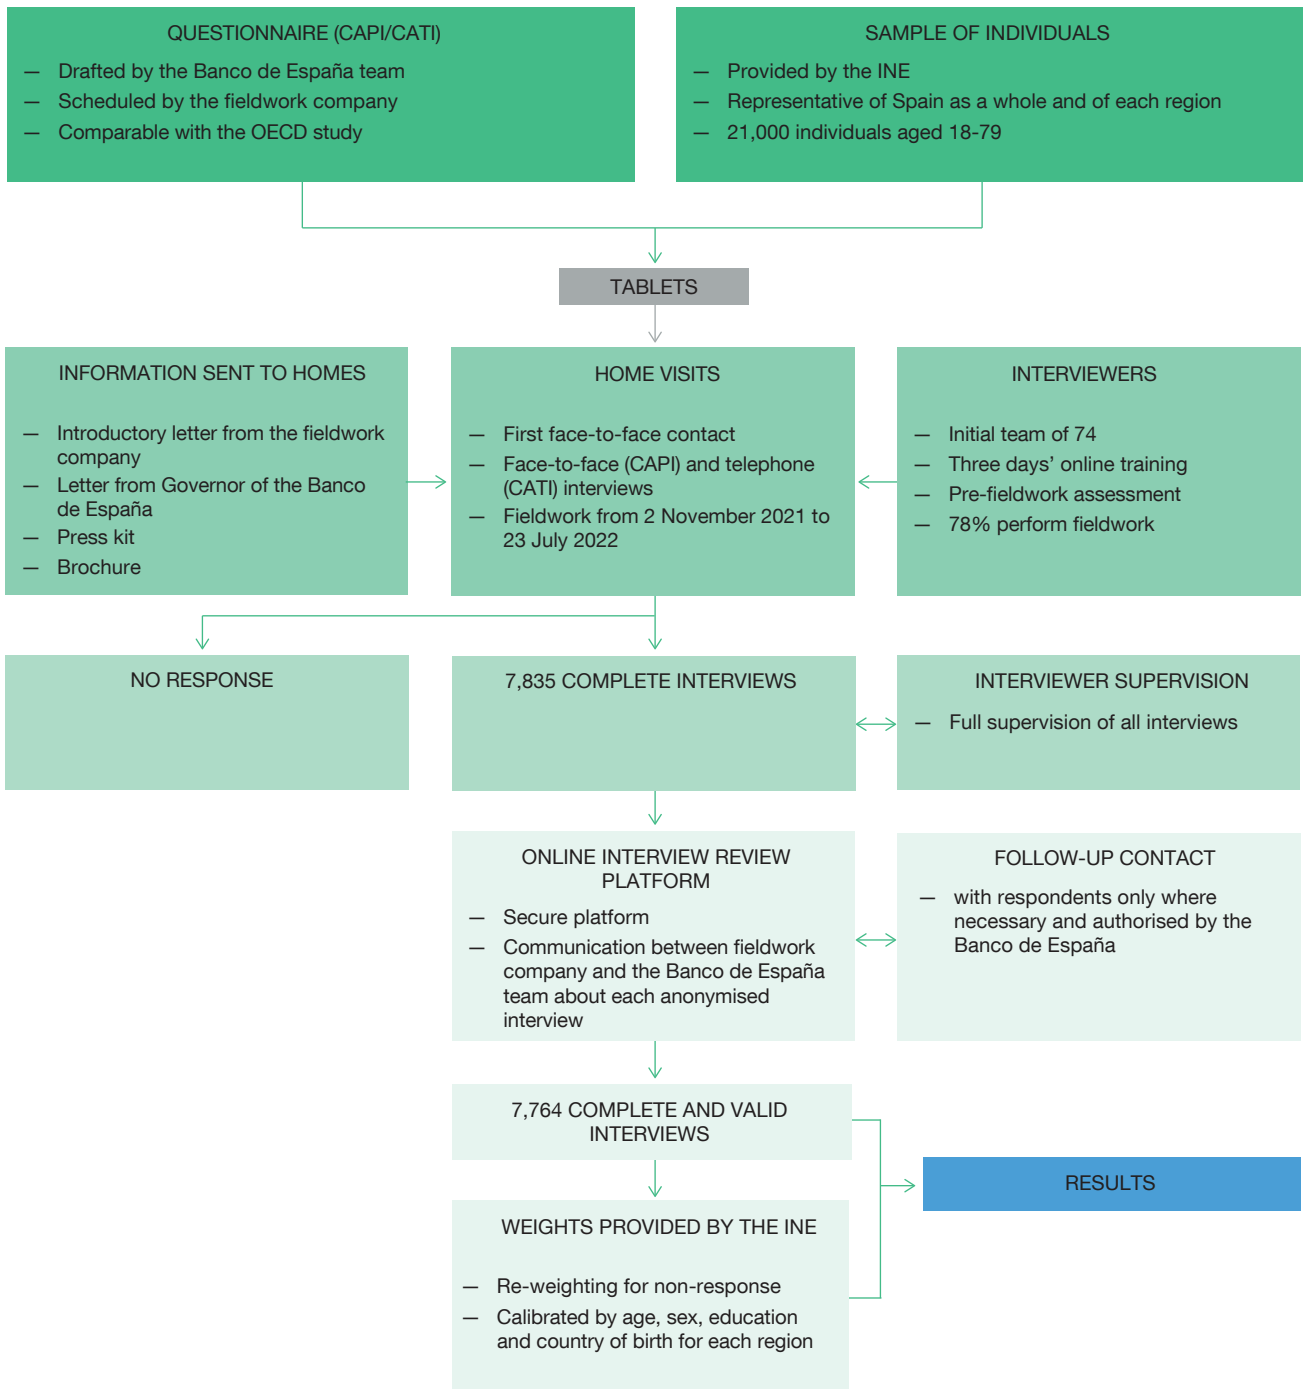 QUESTIONNAIRE (CAPI/CATI)
— Drafted by the Banco de España team
— Scheduled by the fieldwork company
— Comparable with the OECD study
SAMPLE OF INDIVIDUALS
— Provided by the INE
— Representative of Spain as a whole and of each region
— 21,000 individuals aged 18-79
TABLETS
INFORMATION SENT TO HOMES
— Introductory letter from the fieldwork
company
— Letter from Governor of the Banco
de España
— Press kit
— Brochure
HOME VISITS
— First face-to-face contact
— Face-to-face (CAPI) and telephone
(CATI) interviews
— Fieldwork from 2 November 2021 to
23 July 2022
INTERVIEWERS
— Initial team of 74
— Three days’ online training
— Pre-fieldwork assessment
— 78% perform fieldwork
NO RESPONSE
7,835 COMPLETE INTERVIEWS
INTERVIEWER SUPERVISION
— Full supervision of all interviews
ONLINE INTERVIEW REVIEW
PLATFORM
— Secure platform
— Communication between fieldwork
company and the Banco de España
team about each anonymised
interview
FOLLOW-UP CONTACT
— with respondents only where
necessary and authorised by the
Banco de España
7,764 COMPLETE AND VALID
INTERVIEWS
RESULTS
WEIGHTS PROVIDED BY THE INE
— Re-weighting for non-response
— Calibrated by age, sex, education
and country of birth for each region